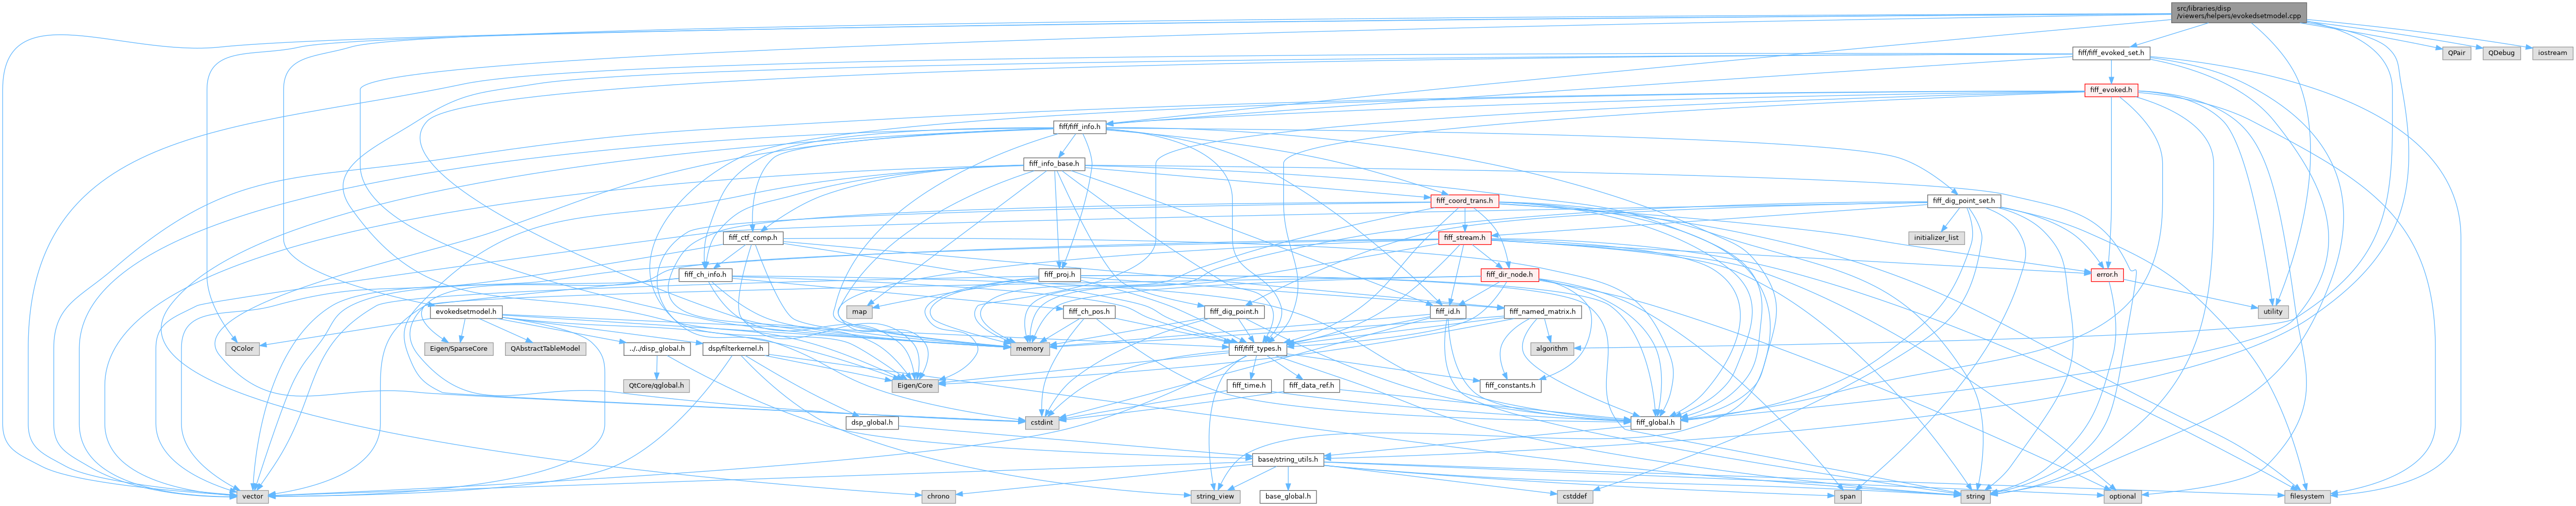 src/libraries/disp
/viewers/helpers/evokedsetmodel.cpp
fiff/fiff_evoked_set.h
QPair
QDebug
iostream
fiff_evoked.h
fiff/fiff_info.h
fiff_info_base.h
fiff_coord_trans.h
fiff_dig_point_set.h
fiff_ctf_comp.h
fiff_stream.h
initializer_list
fiff_ch_info.h
fiff_proj.h
fiff_dir_node.h
error.h
evokedsetmodel.h
map
fiff_ch_pos.h
fiff_dig_point.h
fiff_id.h
fiff_named_matrix.h
utility
QColor
Eigen/SparseCore
QAbstractTableModel
../../disp_global.h
dsp/filterkernel.h
memory
fiff/fiff_types.h
algorithm
QtCore/qglobal.h
Eigen/Core
fiff_time.h
fiff_data_ref.h
fiff_constants.h
dsp_global.h
cstdint
fiff_global.h
base/string_utils.h
vector
chrono
string_view
base_global.h
cstddef
span
string
optional
filesystem